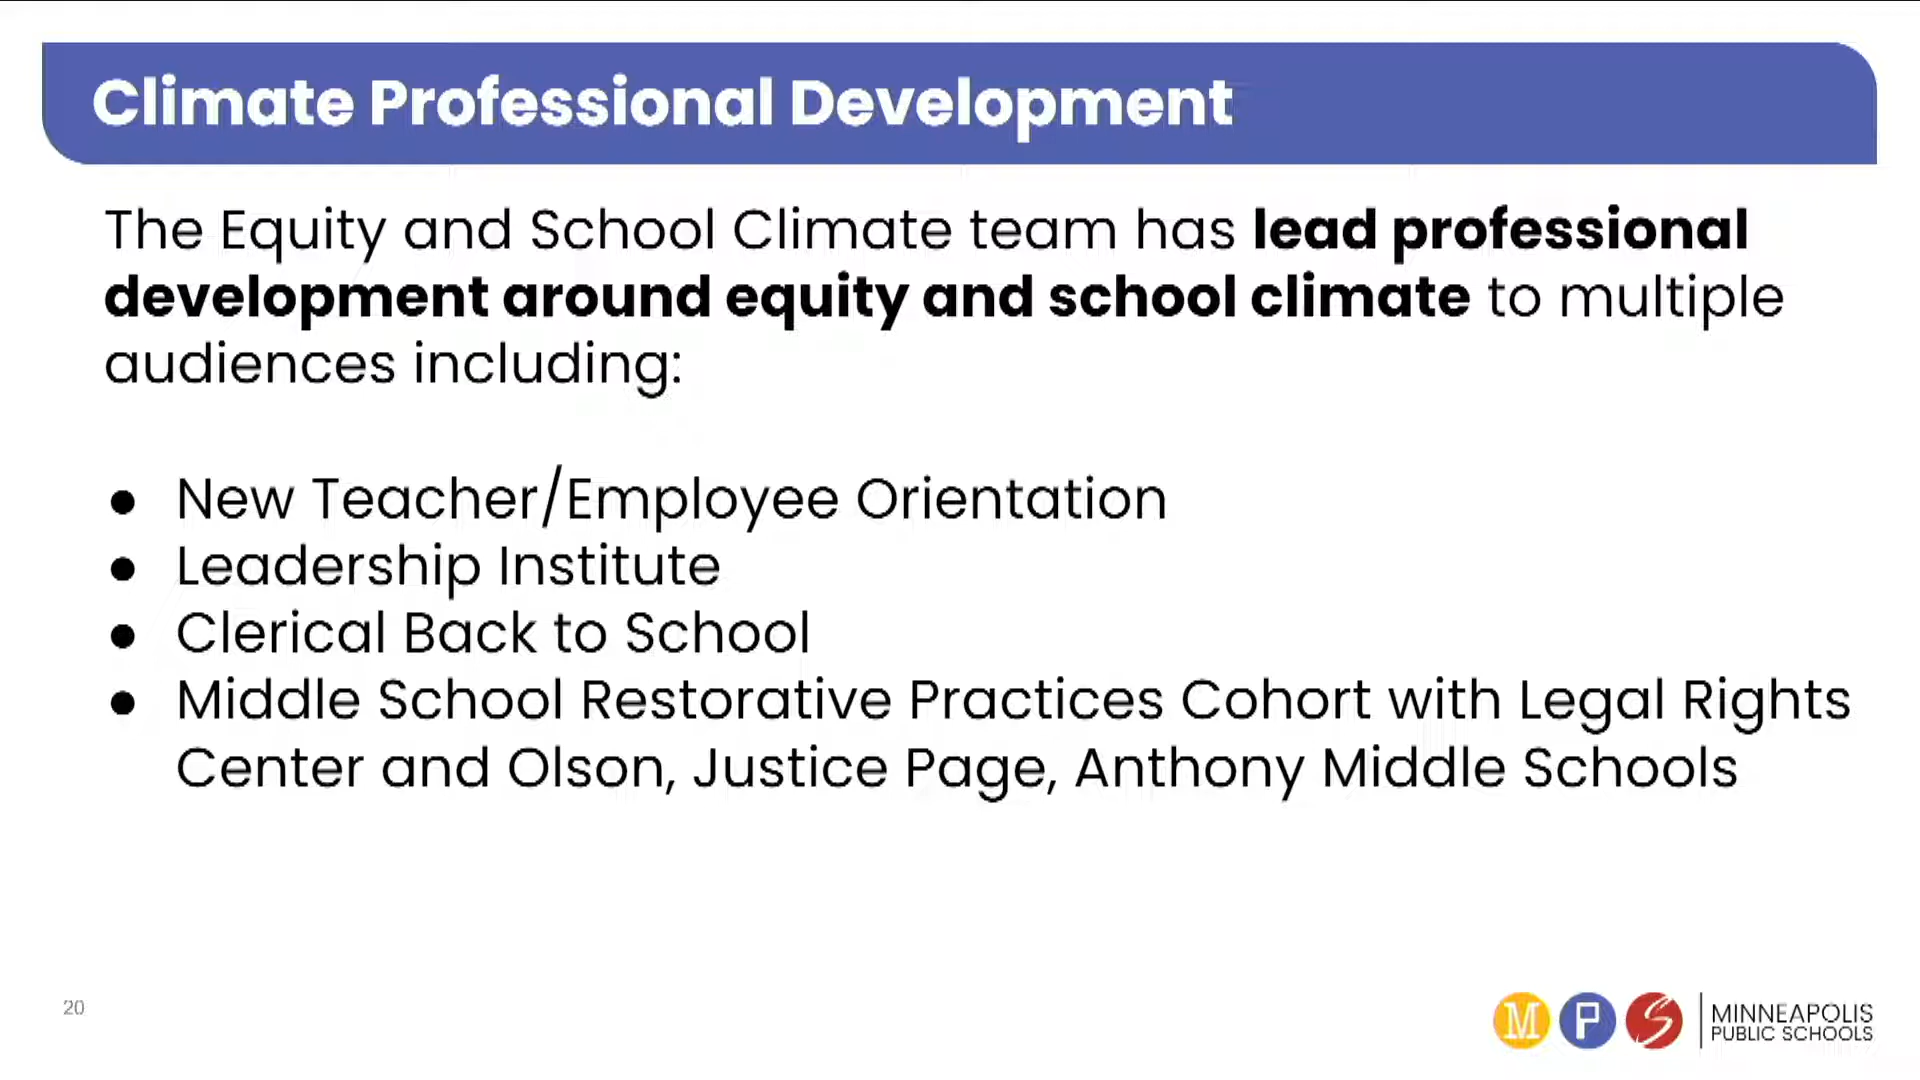 Climate Professional Development
The Equity and School Climate team has lead professional
development around equity and school climate to multiple
audiences including:
● New Teacher/Employee Orientation
● Leadership Institute
● Clerical Back to School
● Middle School Restorative Practices Cohort with Legal Rights
Center and Olson, Justice Page, Anthony Middle Schools
20
M P S
MINNEAPOLIS
PUBLIC SCHOOLS